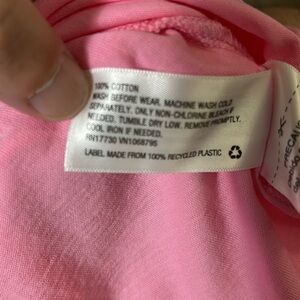 100% COTTON
WASH BEFORE WEAR. MACHINE WASH COLD
SEPARATELY. ONLY NON-CHLORINE BLEACH IF
NEEDED. TUMBLE DRY LOW. REMOVE PROMPTLY.
COOL IRON IF NEEDED.
RN17730 VN1068795
LABEL MADE FROM 100% RECYCLED PLASTIC